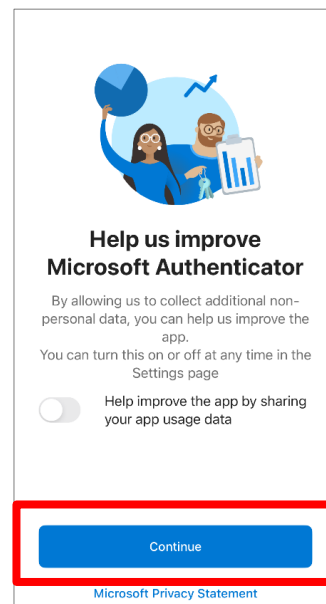 Help us improve
Microsoft Authenticator
By allowing us to collect additional non-
personal data, you can help us improve the
app.
You can turn this on or off at any time in the
Settings page
Help improve the app by sharing
your app usage data
Continue
Microsoft Privacy Statement